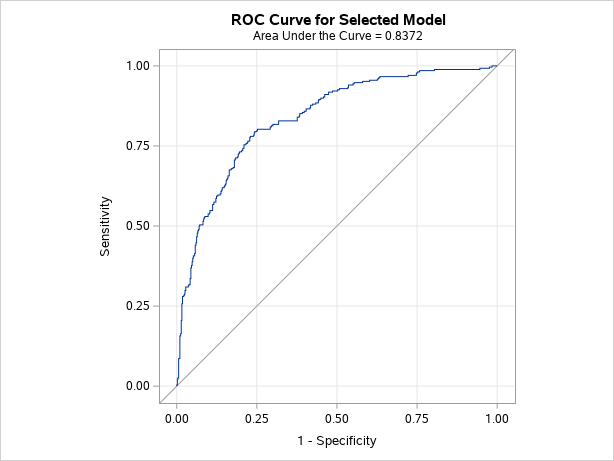 ROC Curve for Selected Model
Area Under the Curve = 0.8372
1.00
0.75
0.50
0.25
0.00
Sensitivity
0.00 0.25 0.50 0.75 1.00
1 - Specificity